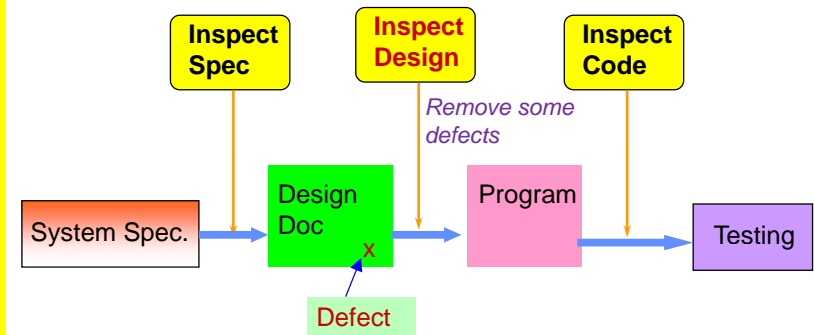 Inspect
Spec
Inspect
Design
Inspect
Code
Remove some
defects
System Spec.
Design
Doc
x
Program
Testing
Defect